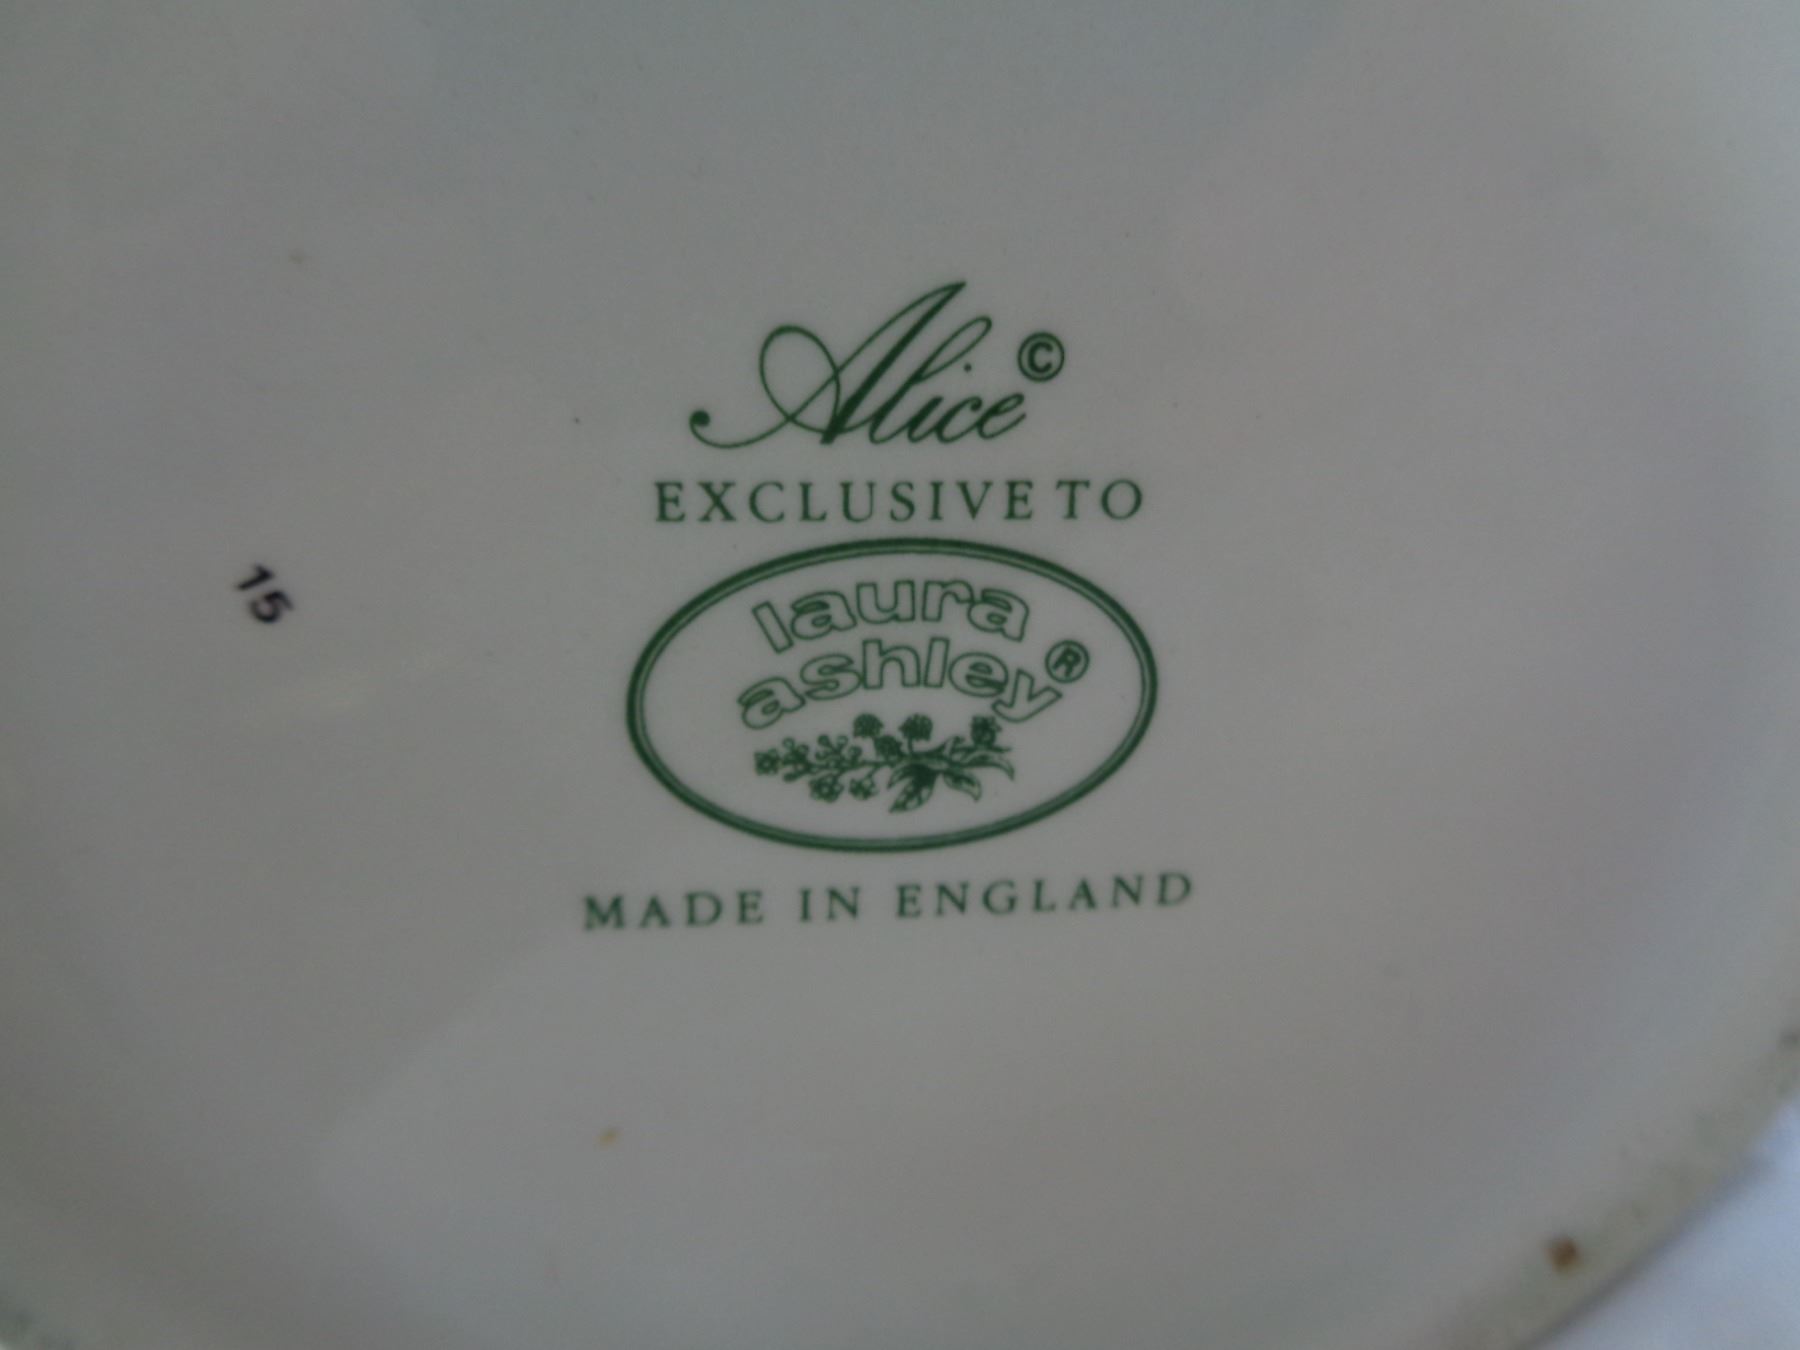 Alice©
EXCLUSIVE TO
laura
ashley®
MADE IN ENGLAND
15